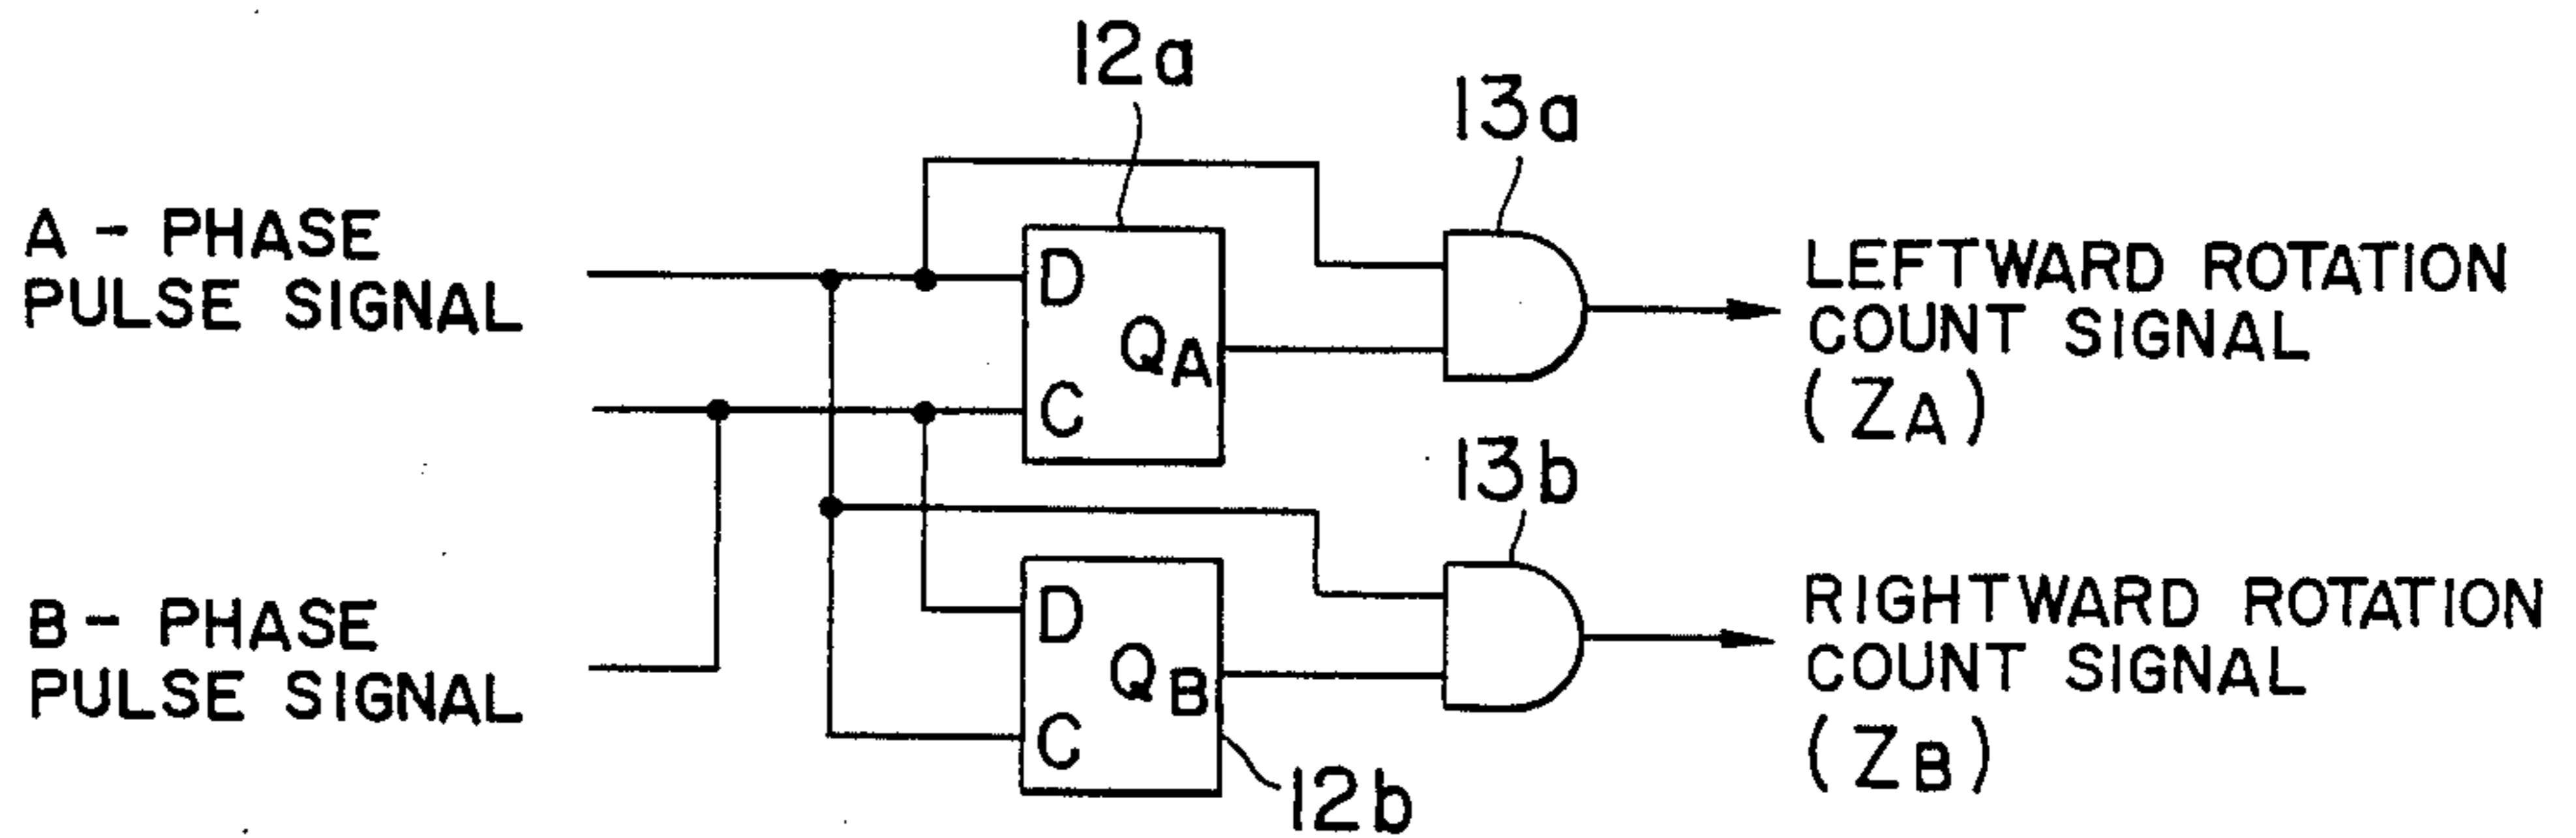 12a
13a
A - PHASE
PULSE SIGNAL
D
QA
C
LEFTWARD ROTATION
COUNT SIGNAL
(ZA)
13b
B - PHASE
PULSE SIGNAL
D
QB
C
RIGHTWARD ROTATION
COUNT SIGNAL
(ZB)
12b